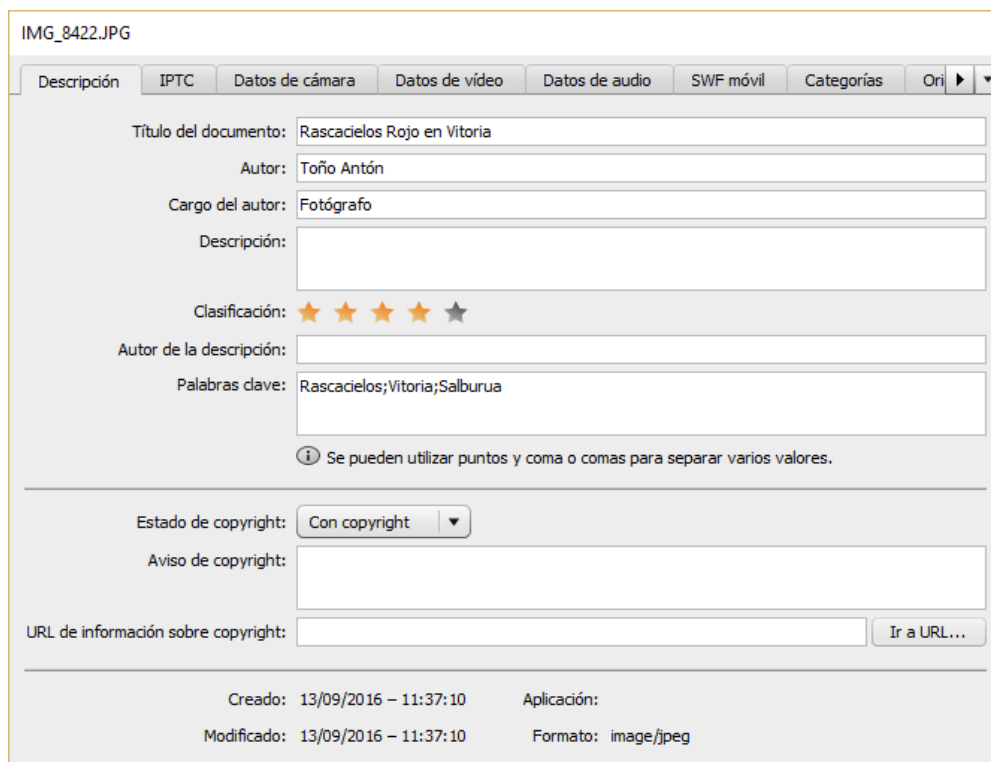 IMG_8422.JPG
Descripción IPTC Datos de cámara Datos de vídeo Datos de audio SWF móvil Categorías Ori
Título del documento: Rascacielos Rojo en Vitoria
Autor: Toño Antón
Cargo del autor: Fotógrafo
Descripción:
Clasificación:
Autor de la descripción:
Palabras clave: Rascacielos;Vitoria;Salburua
Se pueden utilizar puntos y coma o comas para separar varios valores.
Estado de copyright: Con copyright
Aviso de copyright:
URL de información sobre copyright: Ir a URL...
Creado: 13/09/2016 – 11:37:10 Aplicación:
Modificado: 13/09/2016 – 11:37:10 Formato: image/jpeg